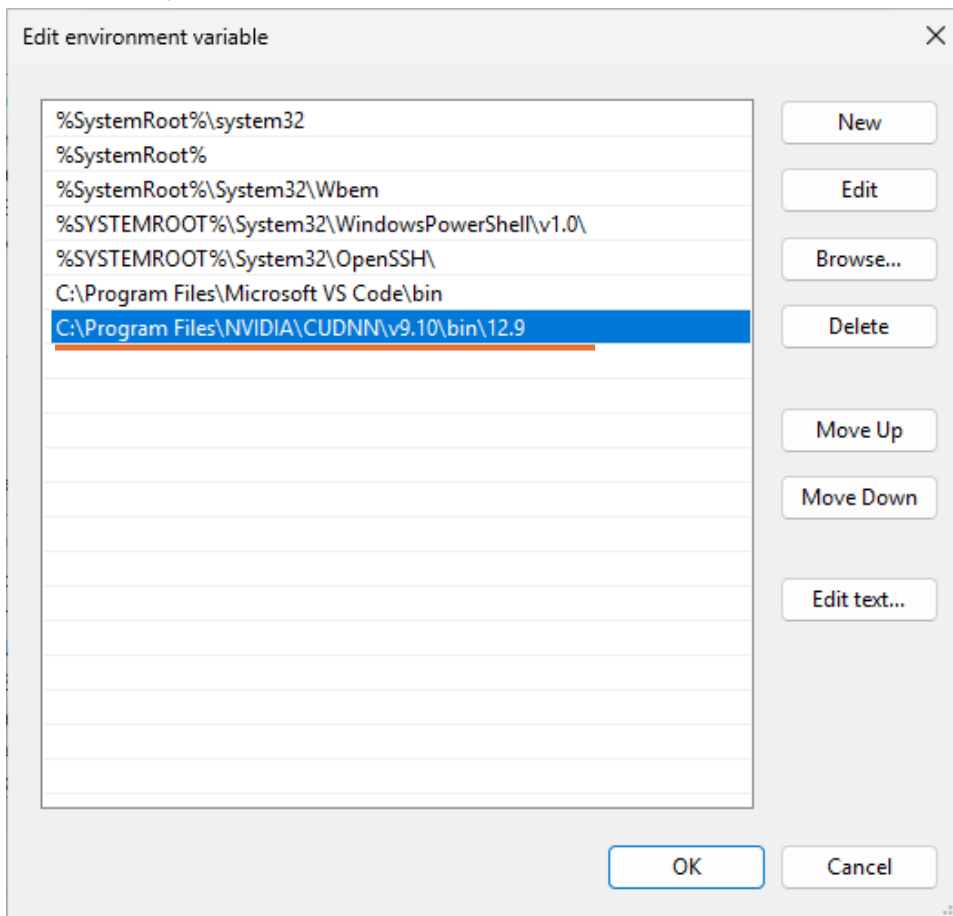 Edit environment variable
%SystemRoot%\system32
New
%SystemRoot%
%SystemRoot%\System32\Wbem
Edit
%SYSTEMROOT%\System32\WindowsPowerShell\v1.0\
%SYSTEMROOT%\System32\OpenSSH\
Browse...
C:\Program Files\Microsoft VS Code\bin
C:\Program Files\NVIDIA\CUDNN\v9.10\bin\12.9
Delete
Move Up
Move Down
Edit text...
OK
Cancel